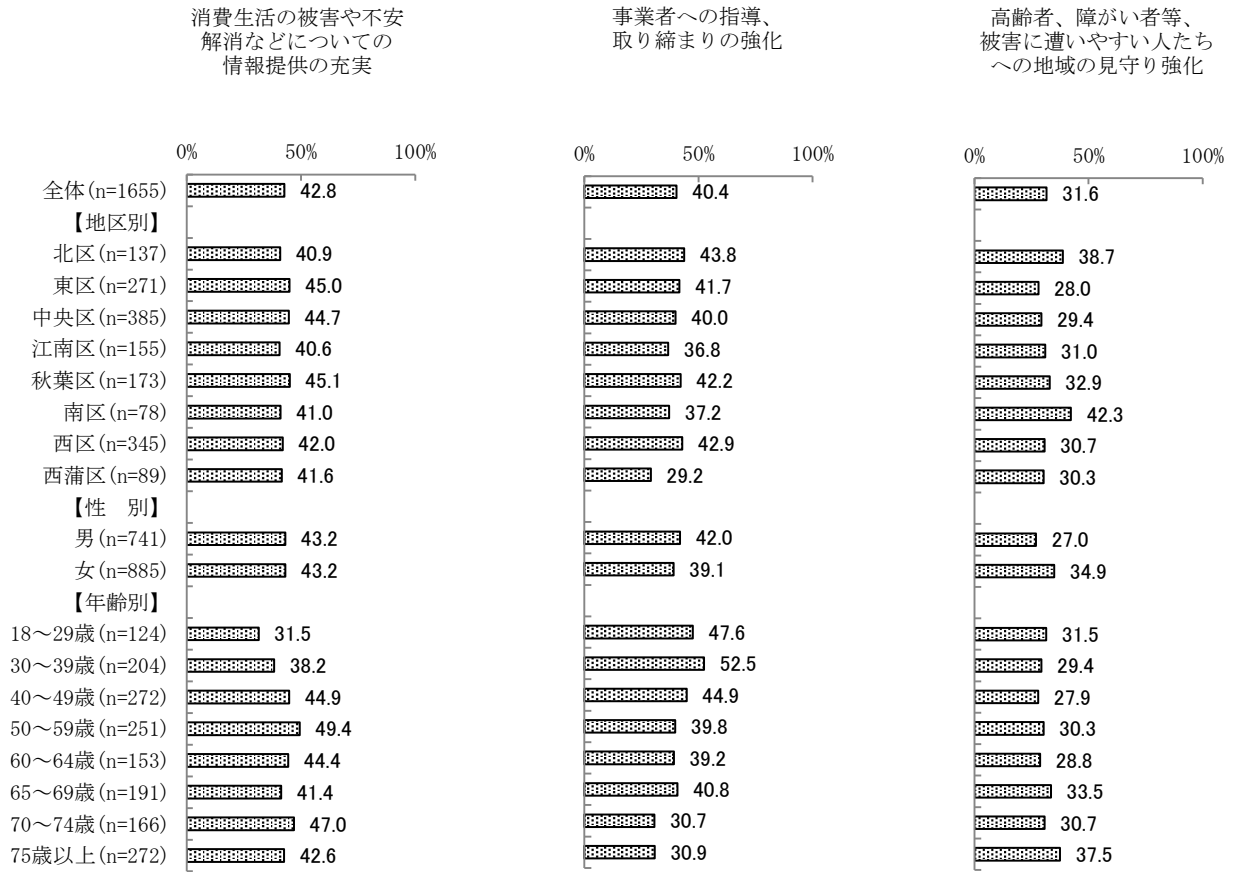 消費生活の被害や不安
解消などについての
情報提供の充実
事業者への指導、
取り締まりの強化
高齢者、障がい者等、
被害に遭いやすい人たち
への地域の見守り強化
0% 50% 100% 0% 50% 100% 0% 50% 100%
全体(n=1655) 42.8 40.4 31.6
【地区別】
北区(n=137) 40.9 43.8 38.7
東区(n=271) 45.0 41.7 28.0
中央区(n=385) 44.7 40.0 29.4
江南区(n=155) 40.6 36.8 31.0
秋葉区(n=173) 45.1 42.2 32.9
南区(n=78) 41.0 37.2 42.3
西区(n=345) 42.0 42.9 30.7
西蒲区(n=89) 41.6 29.2 30.3
【性　別】
男(n=741) 43.2 42.0 27.0
女(n=885) 43.2 39.1 34.9
【年齢別】
18～29歳(n=124) 31.5 47.6 31.5
30～39歳(n=204) 38.2 52.5 29.4
40～49歳(n=272) 44.9 44.9 27.9
50～59歳(n=251) 49.4 39.8 30.3
60～64歳(n=153) 44.4 39.2 28.8
65～69歳(n=191) 41.4 40.8 33.5
70～74歳(n=166) 47.0 30.7 30.7
75歳以上(n=272) 42.6 30.9 37.5